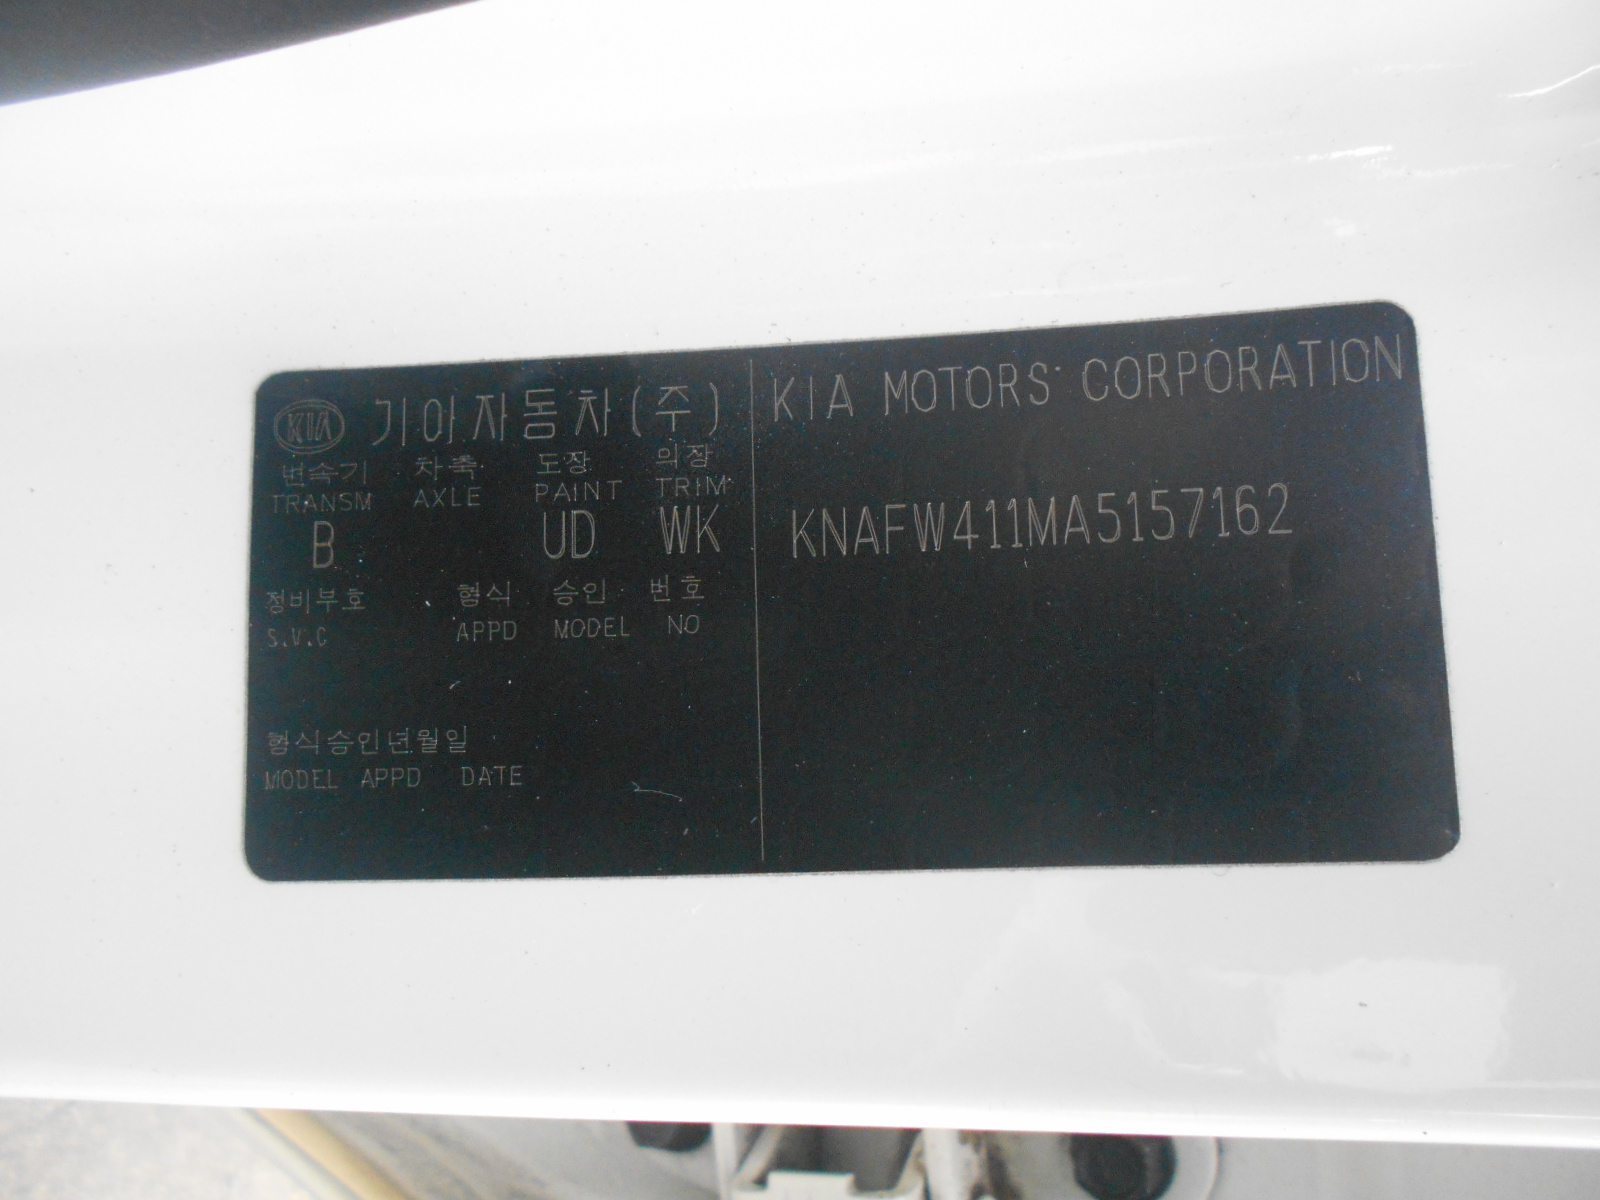 KIA 기아자동차(주) KIA MOTORS CORPORATION
변속기 차축 도장 의장
TRANSM AXLE PAINT TRIM
B UD WK
KNAFW411MA5157162
정비부호 형식 승인 번호
S.V.C APPD MODEL NO
형식승인년월일
MODEL APPD DATE